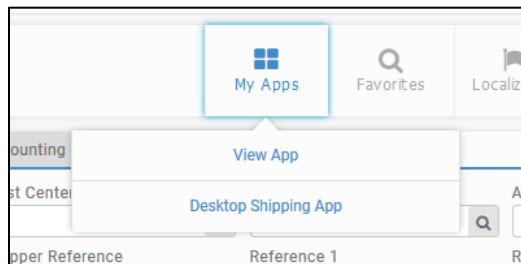 My Apps
Favorites
Localiz
ounting
View App
st Center
A
Desktop Shipping App
pper Reference
Reference 1
R